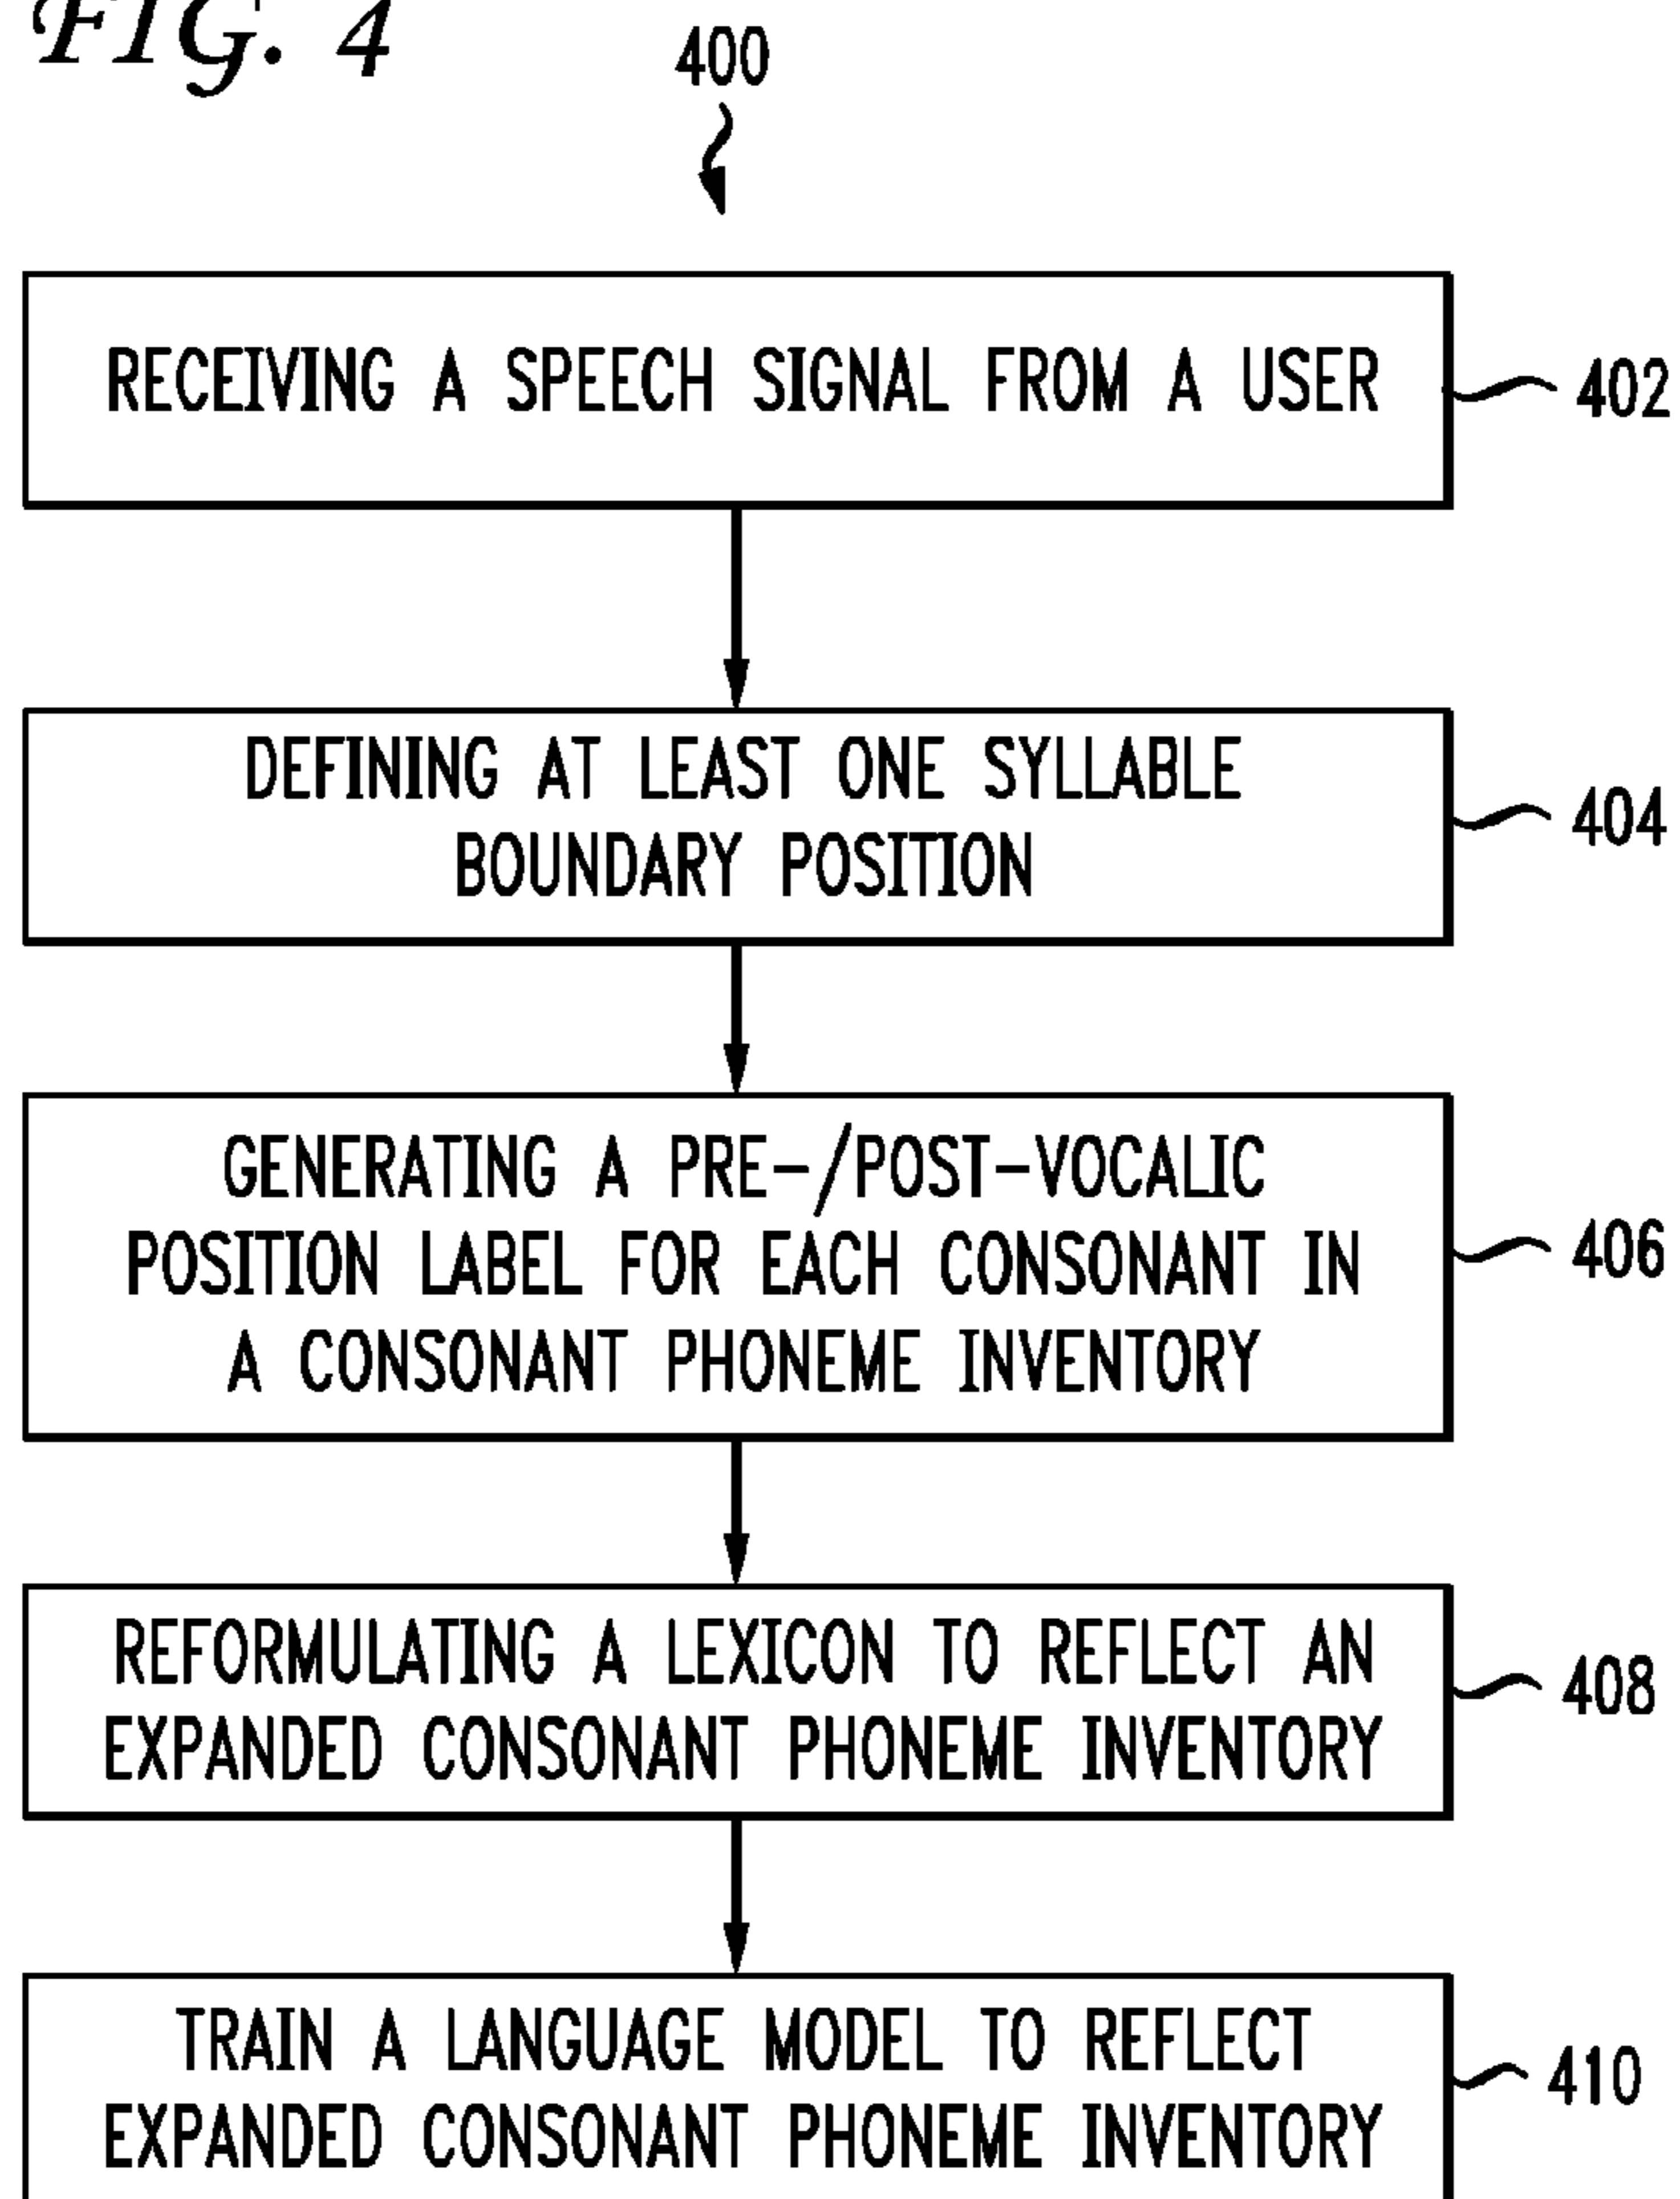 FIG. 4
400
RECEIVING A SPEECH SIGNAL FROM A USER
402
DEFINING AT LEAST ONE SYLLABLE
BOUNDARY POSITION
404
GENERATING A PRE-/POST-VOCALIC
POSITION LABEL FOR EACH CONSONANT IN
A CONSONANT PHONEME INVENTORY
406
REFORMULATING A LEXICON TO REFLECT AN
EXPANDED CONSONANT PHONEME INVENTORY
408
TRAIN A LANGUAGE MODEL TO REFLECT
EXPANDED CONSONANT PHONEME INVENTORY
410